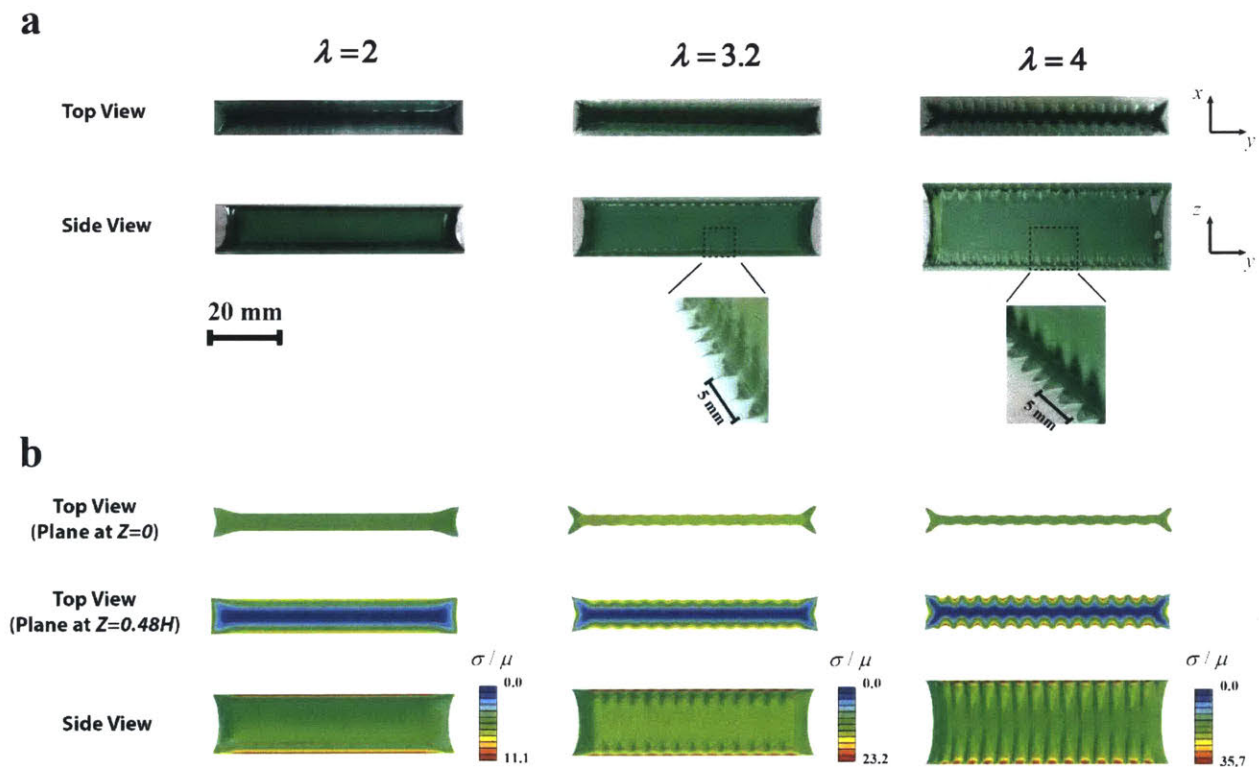 a
λ=2
λ=3.2
λ=4
Top View
x
y
Side View
z
y
20 mm
5 mm
5 mm
b
Top View
(Plane at Z=0)
Top View
(Plane at Z=0.48H)
σ / μ
σ / μ
σ / μ
0.0
0.0
0.0
Side View
11.1
23.2
35.7